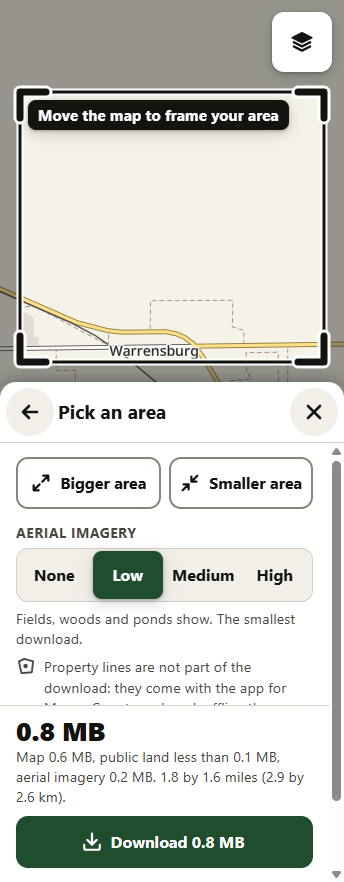 Move the map to frame your area
Warrensburg
Pick an area
Bigger area
Smaller area
AERIAL IMAGERY
None
Low
Medium
High
Fields, woods and ponds show. The smallest
download.
Property lines are not part of the
download: they come with the app for
0.8 MB
Map 0.6 MB, public land less than 0.1 MB,
aerial imagery 0.2 MB. 1.8 by 1.6 miles (2.9 by
2.6 km).
Download 0.8 MB